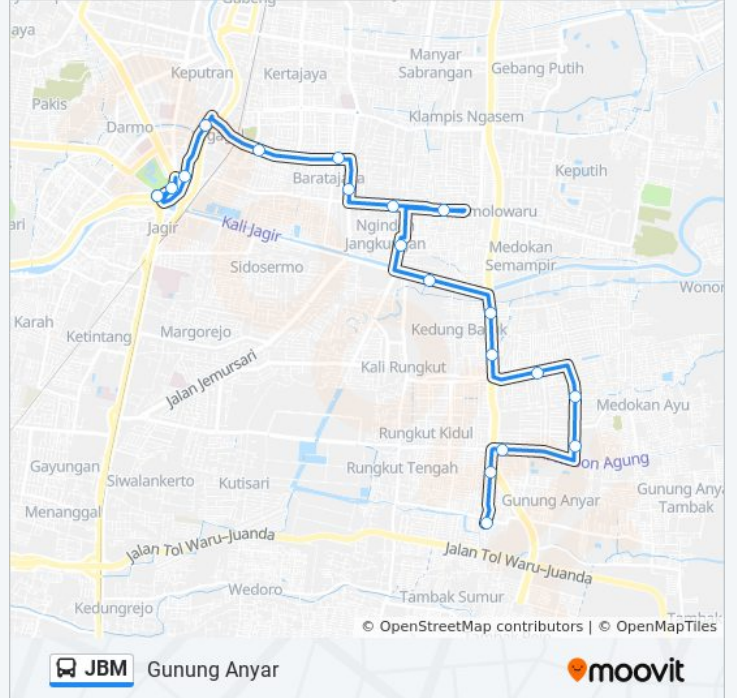 Gubeng
aya
Keputran
Kertajaya
Manyar
Sabrangan
Gebang Putih
Pakis
Darmo
Klampis Ngasem
Baratajaya
Keputih
molowaru
Jagir
Kali Jagir
Nginden
Jangkungan
ari
Medokan
Semampir
Sidosermo
Wonor
Karah
Ketintang
Margorejo
Kedung Baruk
Jalan Jemursari
Kali Rungkut
Medokan Ayu
Rungkut Kidul
Gayungan
Siwalankerto
Kutisari
Rungkut Tengah
on Agung
Menanggal
Gunung Anyar
Gunung Anya
Tambak
Jalan Tol Waru-Juanda
Jalan Tol Waru-Juanda
Wedoro
Tambak Sumur
Kedungrejo
Tambak
© OpenStreetMap contributors | © OpenMapTiles
JBM Gunung Anyar
moovit